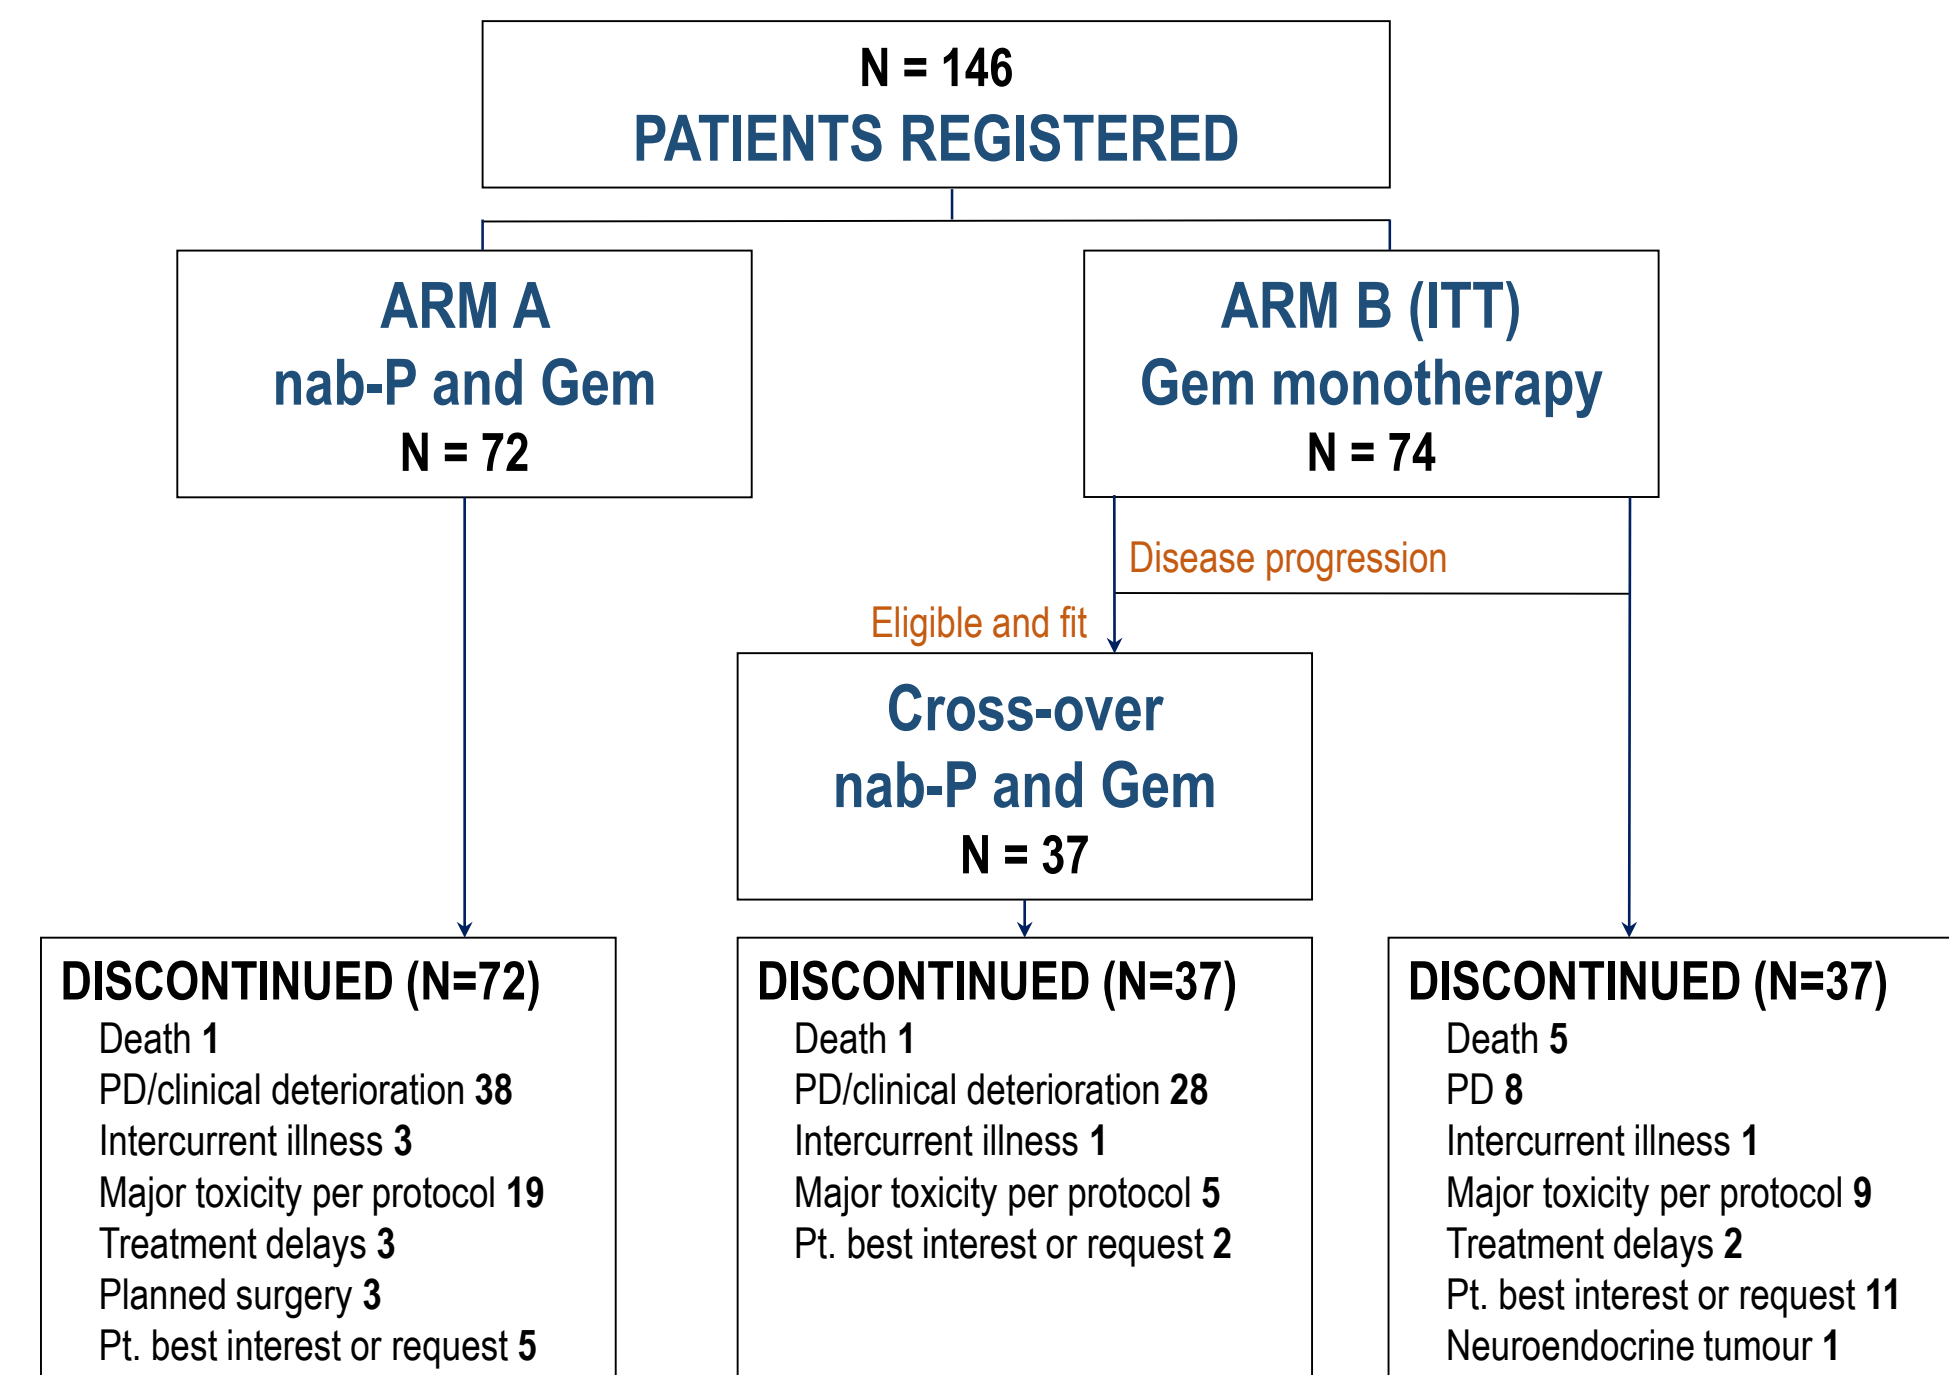 N = 146
PATIENTS REGISTERED
ARM A
nab-P and Gem
N = 72
ARM B (ITT)
Gem monotherapy
N = 74
Disease progression
Eligible and fit
Cross-over
nab-P and Gem
N = 37
DISCONTINUED (N=72)
Death 1
PD/clinical deterioration 38
Intercurrent illness 3
Major toxicity per protocol 19
Treatment delays 3
Planned surgery 3
Pt. best interest or request 5
DISCONTINUED (N=37)
Death 1
PD/clinical deterioration 28
Intercurrent illness 1
Major toxicity per protocol 5
Pt. best interest or request 2
DISCONTINUED (N=37)
Death 5
PD 8
Intercurrent illness 1
Major toxicity per protocol 9
Treatment delays 2
Pt. best interest or request 11
Neuroendocrine tumour 1